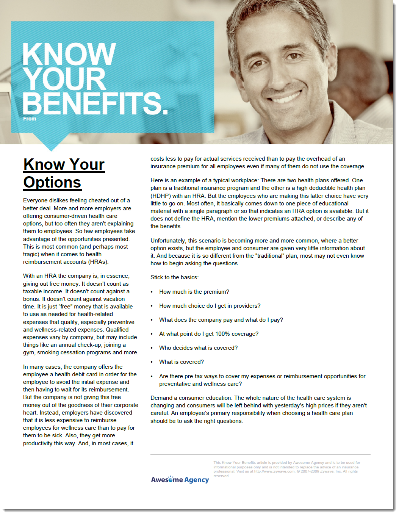 KNOW
YOUR
BENEFITS.
Know Your
Options
Everyone dislikes feeling cheated out of a
better deal. More and more employers are
offering consumer-driven health care
options, but too often they aren't explaining
them to employees. So few employees take
advantage of the opportunities presented.
This is most common (and perhaps most
tragic) when it comes to health
reimbursement accounts (HRAs).
With an HRA the company is, in essence,
giving out free money. It doesn't count as
taxable income. It doesn't count against a
bonus. It doesn't count against vacation
time. It is just "free" money that is available
to use as needed for health-related
expenses that qualify, especially preventive
and wellness-related expenses. Qualified
expenses vary by company, but may include
things like an annual check-up, joining a
gym, smoking cessation programs and more.
In many cases, the company offers the
employee a health debit card in order for the
employee to avoid the initial expense and
then having to wait for its reimbursement.
But the company is not giving this free
money out of the goodness of their corporate
heart. Instead, employers have discovered
that it is less expensive to reimburse
employees for wellness care than to pay for
them to be sick. Also, they get more
productivity this way. And, in most cases, it
costs less to pay for actual services received than to pay the overhead of an
insurance premium for all employees even if many of them do not use the coverage.
Here is an example of a typical workplace: There are two health plans offered. One
plan is a traditional insurance program and the other is a high deductible health plan
(HDHP) with an HRA. But the employees who are making this latter choice have very
little to go on. Most often, it basically comes down to one piece of educational
material with a single paragraph or so that indicates an HRA option is available. But it
does not define the HRA, mention the lower premiums attached, or describe any of
the benefits.
Unfortunately, this scenario is becoming more and more common, where a better
option exists, but the employee and consumer are given very little information about
it. And because it is so different from the "traditional" plan, most may not even know
how to begin asking the questions.
Stick to the basics:
• How much is the premium?
• How much choice do I get in providers?
• What does the company pay and what do I pay?
• At what point do I get 100% coverage?
• Who decides what is covered?
• What is covered?
• Are there pre-tax ways to cover my expenses or reimbursement opportunities for
preventative and wellness care?
Demand a consumer education. The whole nature of the health care system is
changing and consumers will be left behind with yesterday's high prices if they aren't
careful. An employee's primary responsibility when choosing a health care plan
should be to ask the right questions.
This Know Your Benefits article is provided by Awesome Agency and is to be used for
Awesome Agency